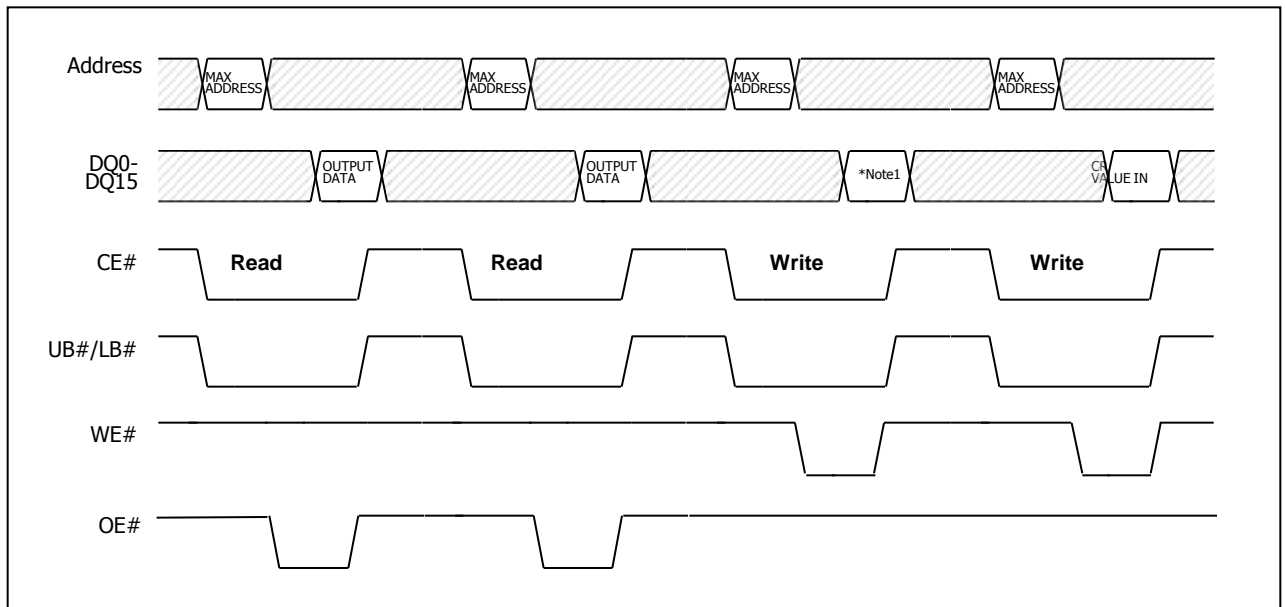 Address
MAX
ADDRESS
MAX
ADDRESS
MAX
ADDRESS
MAX
ADDRESS
DQ0-
DQ15
OUTPUT
DATA
OUTPUT
DATA
*Note1
CR
VALUE IN
CE#
Read
Read
Write
Write
UB#/LB#
WE#
OE#